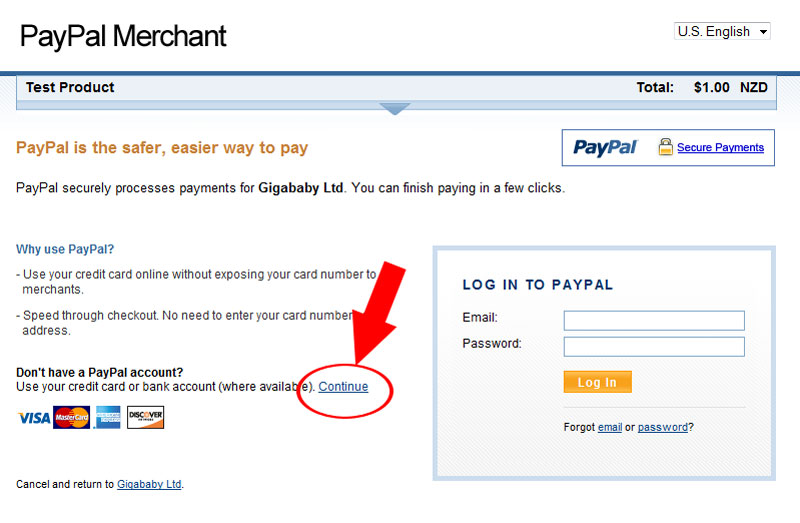 PayPal Merchant
U.S. English
Test Product Total: $1.00 NZD
PayPal is the safer, easier way to pay
PayPal Secure Payments
PayPal securely processes payments for Gigababy Ltd. You can finish paying in a few clicks.
Why use PayPal?
- Use your credit card online without exposing your card number to
merchants.
- Speed through checkout. No need to enter your card number
address.
Don't have a PayPal account?
Use your credit card or bank account (where available). Continue
VISA MasterCard AMERICAN EXPRESS DISCOVER
LOG IN TO PAYPAL
Email:
Password:
Log In
Forgot email or password?
Cancel and return to Gigababy Ltd.